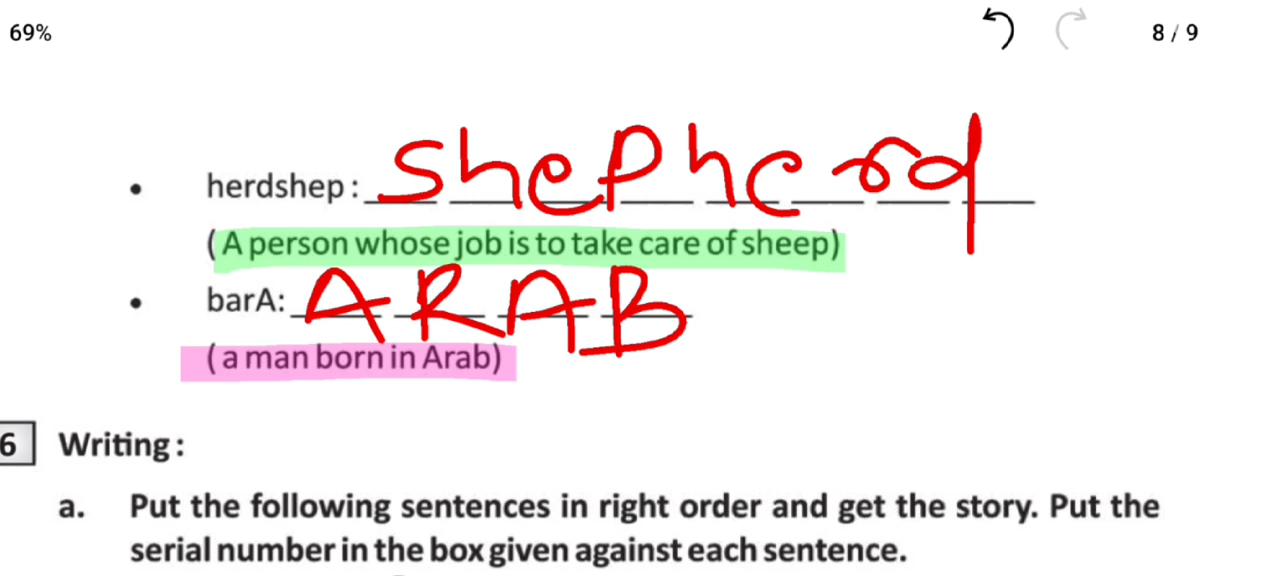 69% 8 / 9
herdshep : shepherd
(A person whose job is to take care of sheep)
barA: ARAB
(a man born in Arab)
6 Writing :
a. Put the following sentences in right order and get the story. Put the
serial number in the box given against each sentence.